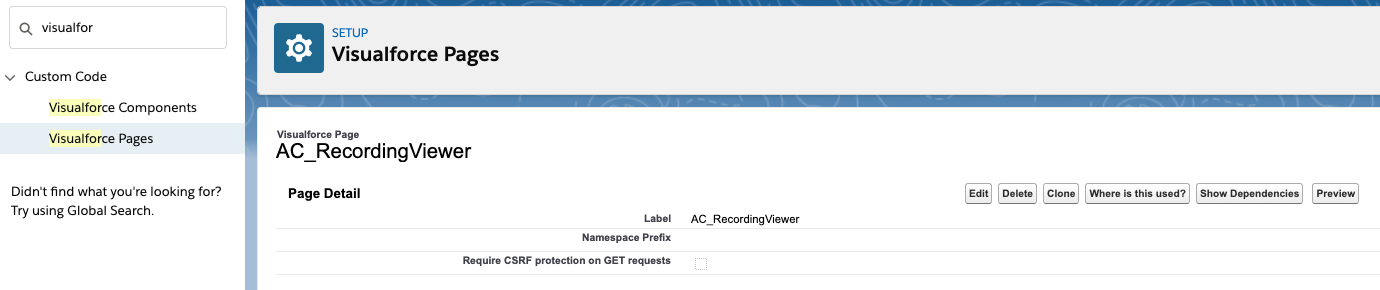 visualfor
Custom Code
Visualforce Components
Visualforce Pages
Didn't find what you're looking for?
Try using Global Search.
SETUP
Visualforce Pages
Visualforce Page
AC_RecordingViewer
Page Detail
Edit Delete Clone Where is this used? Show Dependencies Preview
Label AC_RecordingViewer
Namespace Prefix
Require CSRF protection on GET requests